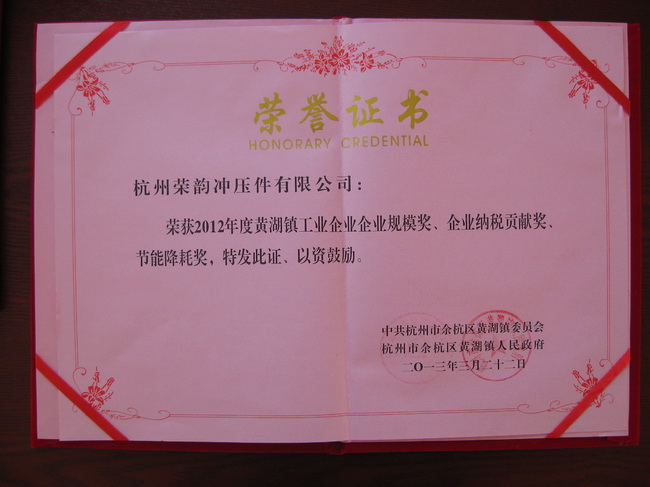 荣誉证书
HONORARY CREDENTIAL
杭州荣韵冲压件有限公司：
荣获2012年度黄湖镇工业企业企业规模奖、企业纳税贡献奖、
节能降耗奖，特发此证、以资鼓励。
中共杭州市余杭区黄湖镇委员会
杭州市余杭区黄湖镇人民政府
二〇一三年三月二十二日